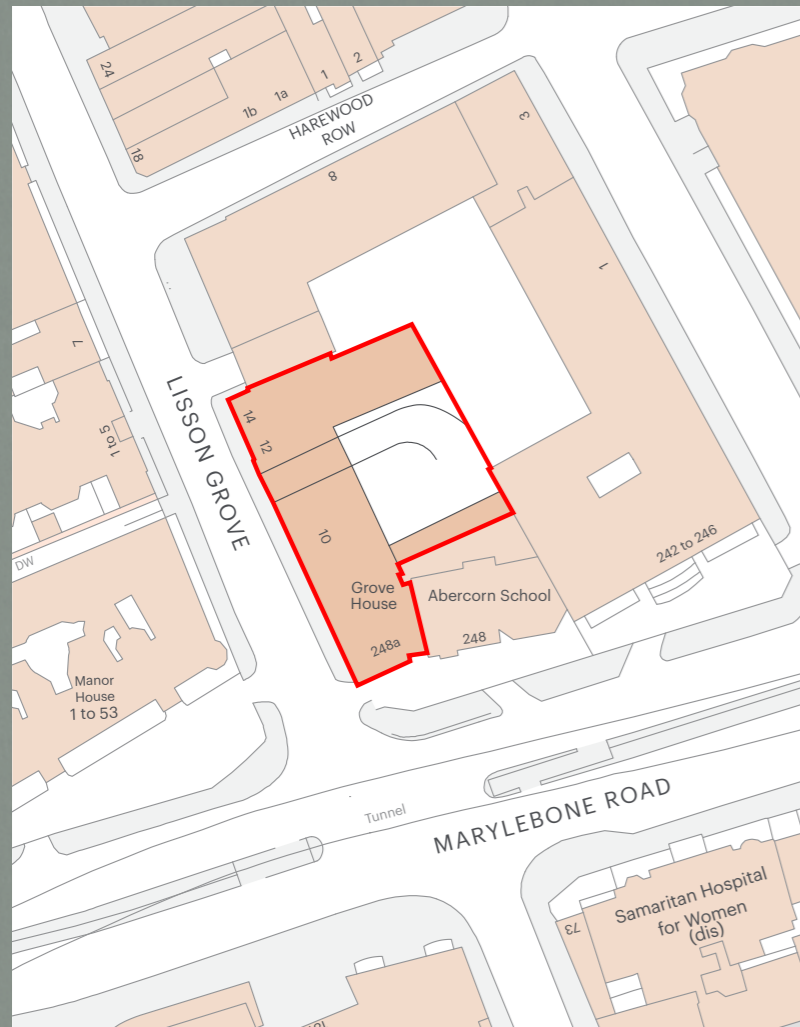 24
18
1b
1a
1
2
HAREWOOD
ROW
8
3
1
7
1 to 5
LISSON GROVE
14
12
10
Grove
House
248a
Abercorn School
248
242 to 246
DW
Manor
House
1 to 53
Tunnel
MARYLEBONE ROAD
Samaritan Hospital
for Women
(dis)
73